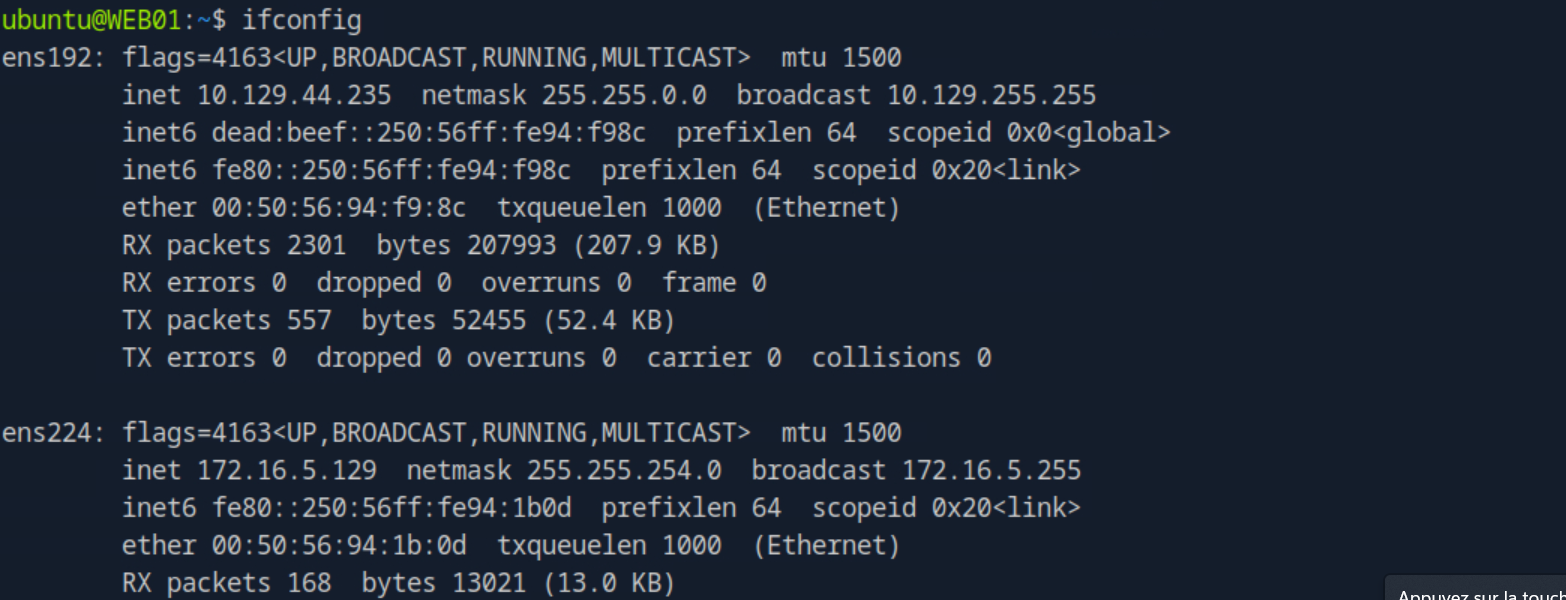 ubuntu@WEB01:~$ ifconfig
ens192: flags=4163<UP,BROADCAST,RUNNING,MULTICAST>  mtu 1500
        inet 10.129.44.235  netmask 255.255.0.0  broadcast 10.129.255.255
        inet6 dead:beef::250:56ff:fe94:f98c  prefixlen 64  scopeid 0x0<global>
        inet6 fe80::250:56ff:fe94:f98c  prefixlen 64  scopeid 0x20<link>
        ether 00:50:56:94:f9:8c  txqueuelen 1000  (Ethernet)
        RX packets 2301  bytes 207993 (207.9 KB)
        RX errors 0  dropped 0  overruns 0  frame 0
        TX packets 557  bytes 52455 (52.4 KB)
        TX errors 0  dropped 0 overruns 0  carrier 0  collisions 0

ens224: flags=4163<UP,BROADCAST,RUNNING,MULTICAST>  mtu 1500
        inet 172.16.5.129  netmask 255.255.254.0  broadcast 172.16.5.255
        inet6 fe80::250:56ff:fe94:1b0d  prefixlen 64  scopeid 0x20<link>
        ether 00:50:56:94:1b:0d  txqueuelen 1000  (Ethernet)
        RX packets 168  bytes 13021 (13.0 KB)
Appuyez sur la